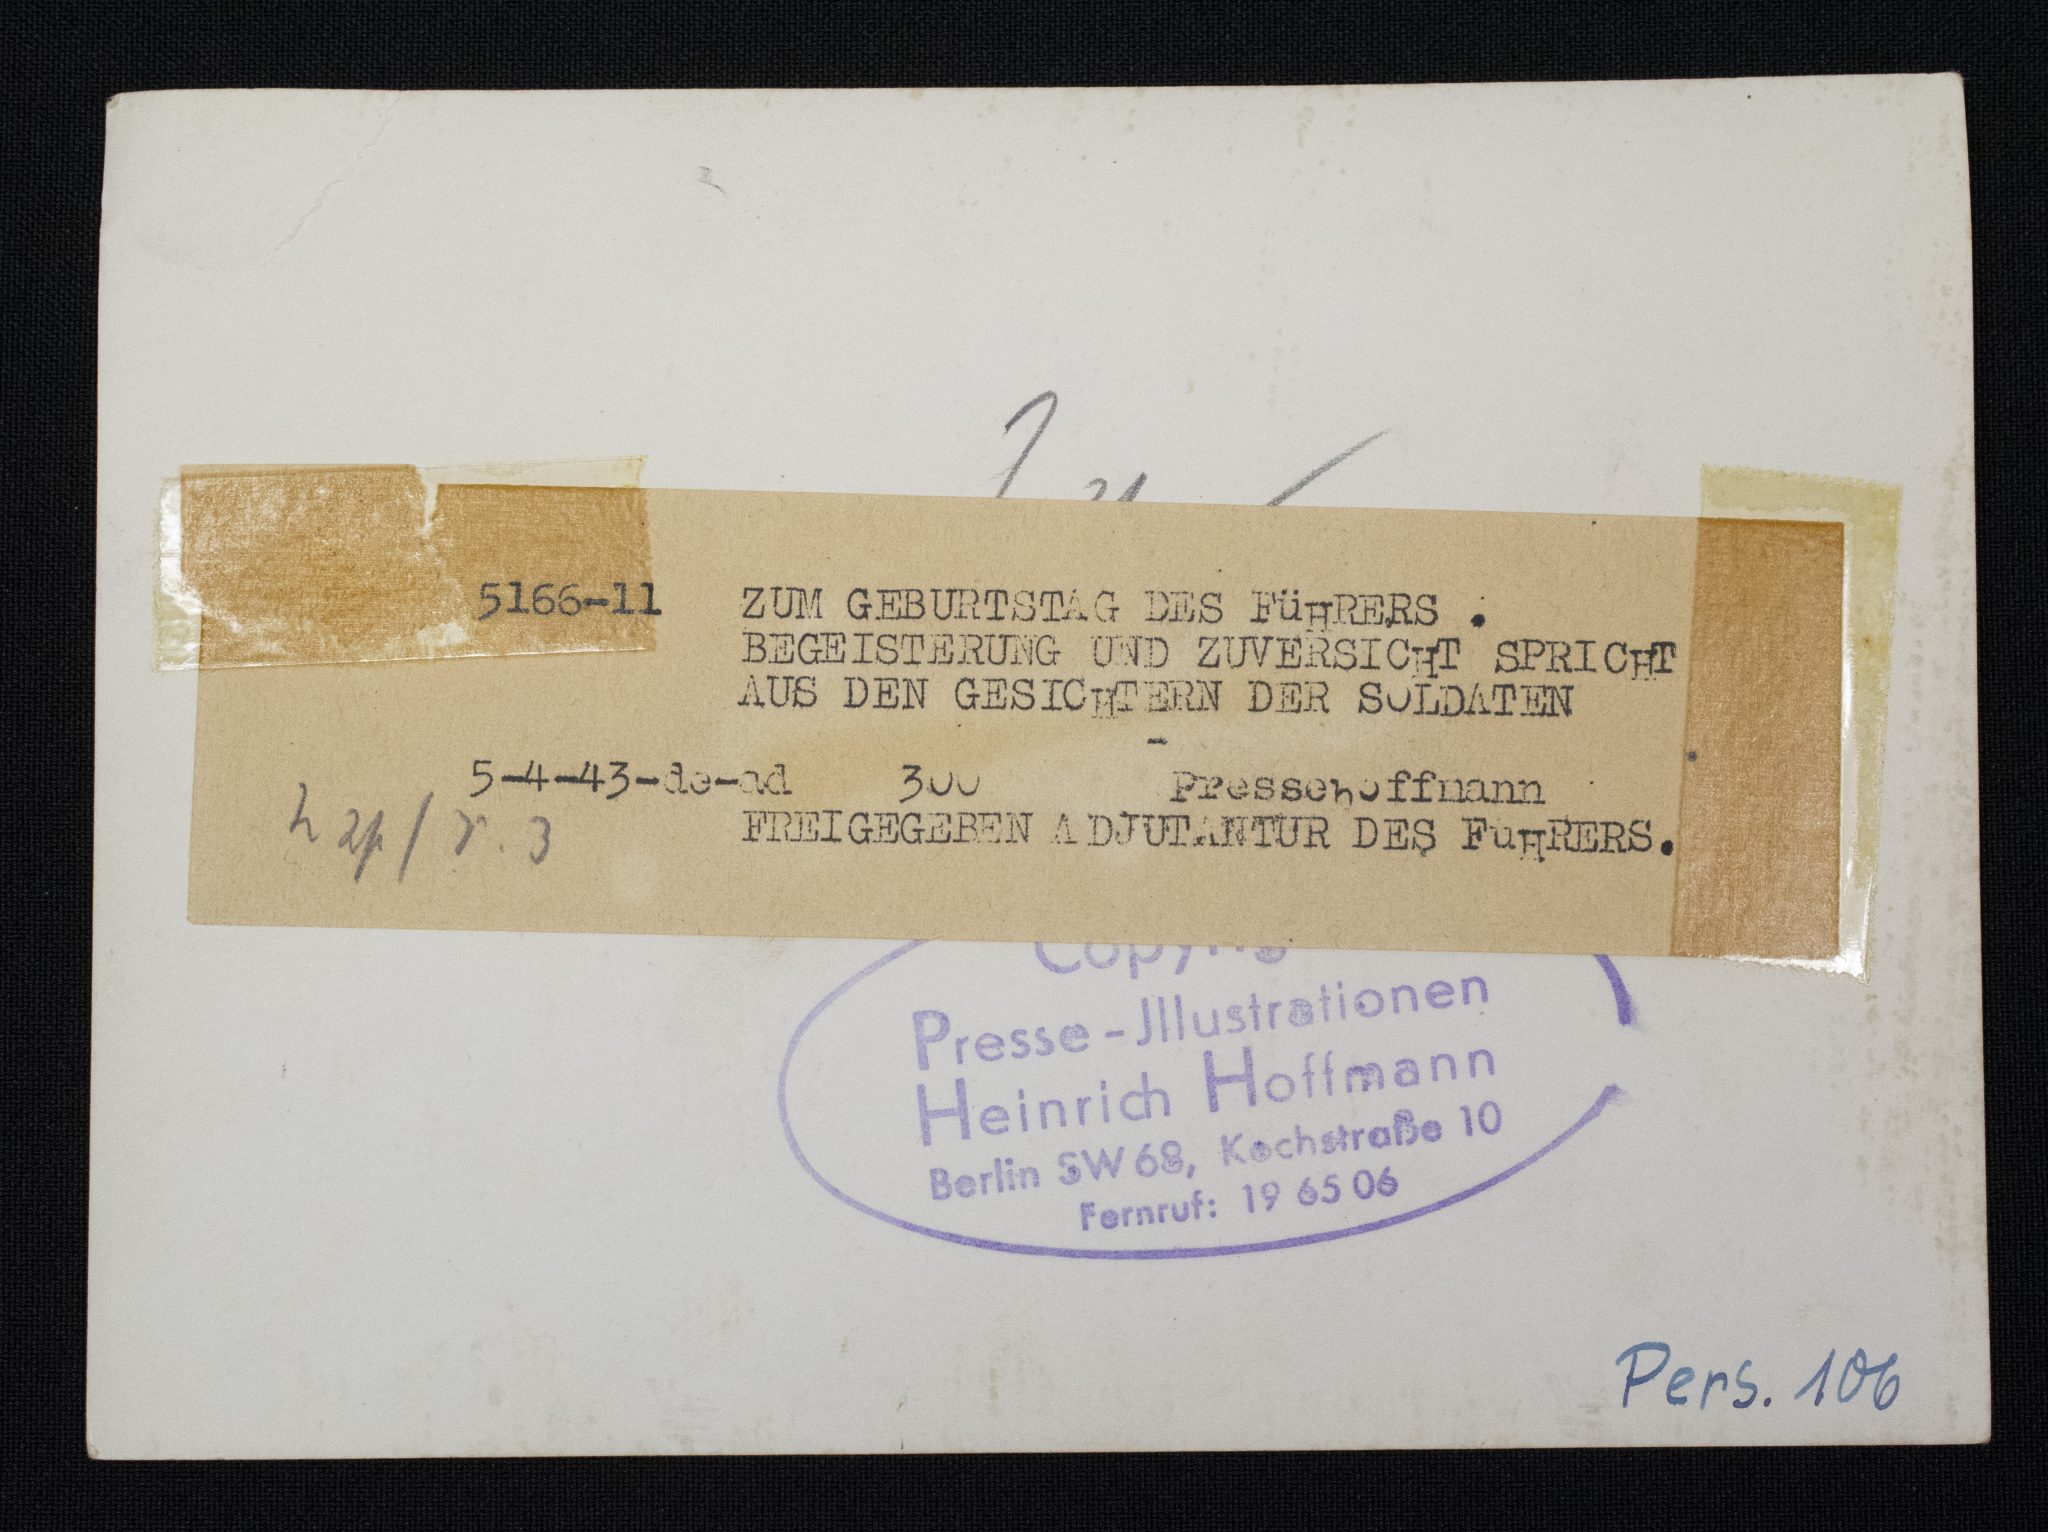 5166-11 ZUM GEBURTSTAG DES FüHRERS .
BEGEISTERUNG UND ZUVERSICHT SPRICHT
AUS DEN GESICHTERN DER SOLDATEN
-
5-4-43-de-ad 300 Pressehoffmann
FREIGEGEBEN ADJUTANTUR DES FuHRERS.
Presse-Jllustrationen
Heinrich Hoffmann
Berlin SW 68, Kochstraße 10
Fernruf: 19 65 06
Pers. 106